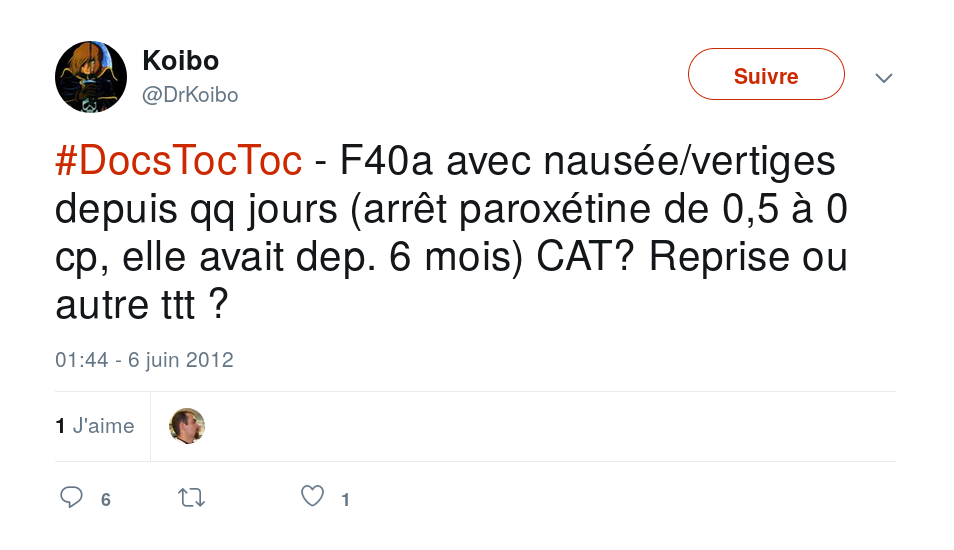 Koibo
@DrKoibo
Suivre
#DocsTocToc - F40a avec nausée/vertiges
depuis qq jours (arrêt paroxétine de 0,5 à 0
cp, elle avait dep. 6 mois) CAT? Reprise ou
autre ttt ?
01:44 - 6 juin 2012
1 J'aime
6 1